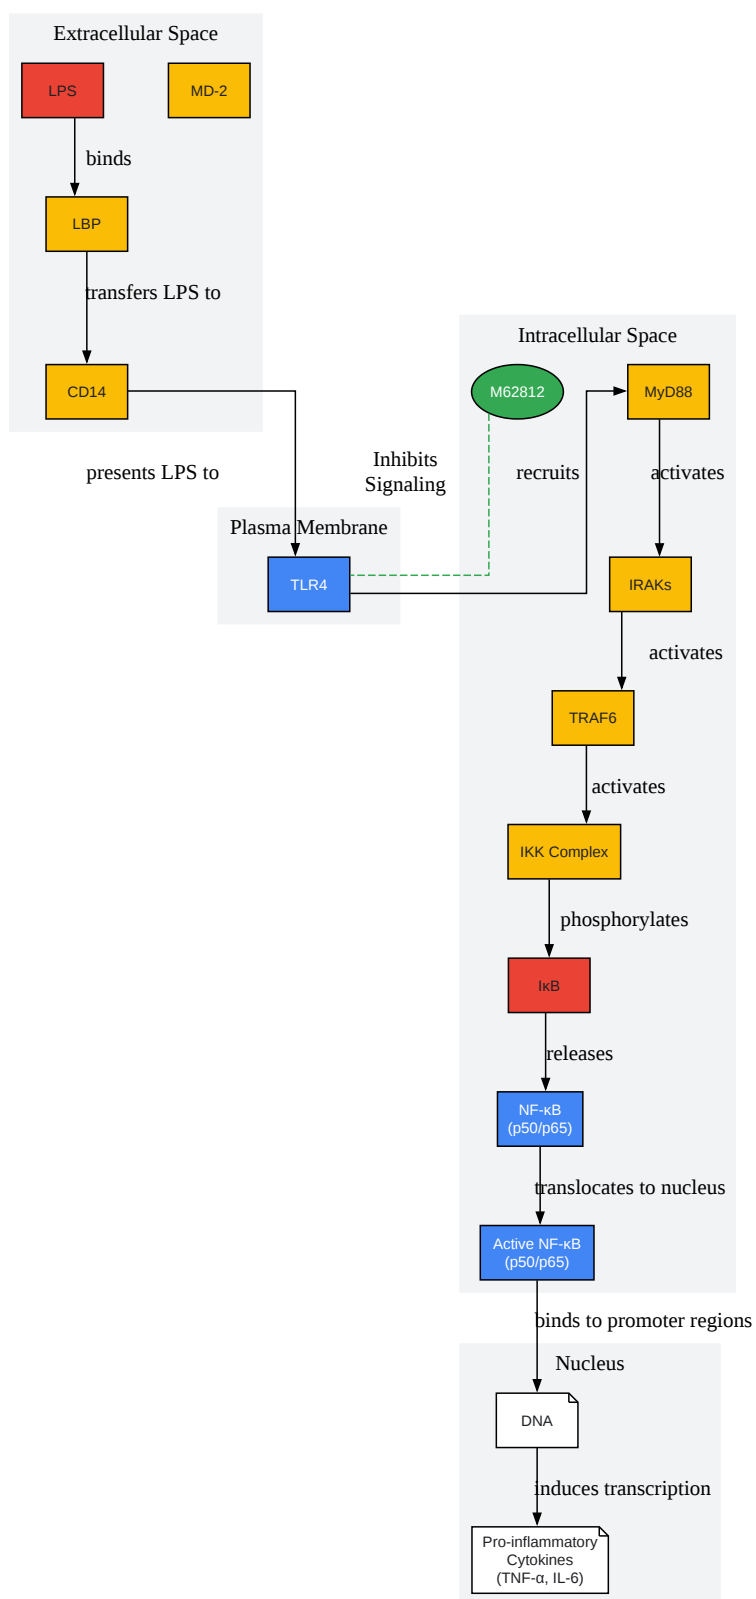 Extracellular Space
LPS
MD-2
binds
LBP
transfers LPS to
CD14
presents LPS to
Plasma Membrane
TLR4
Inhibits
Signaling
Intracellular Space
M62812
MyD88
recruits
activates
IRAKs
activates
TRAF6
activates
IKK Complex
phosphorylates
IκB
releases
NF-κB
(p50/p65)
translocates to nucleus
Active NF-κB
(p50/p65)
binds to promoter regions
Nucleus
DNA
induces transcription
Pro-inflammatory
Cytokines
(TNF-α, IL-6)